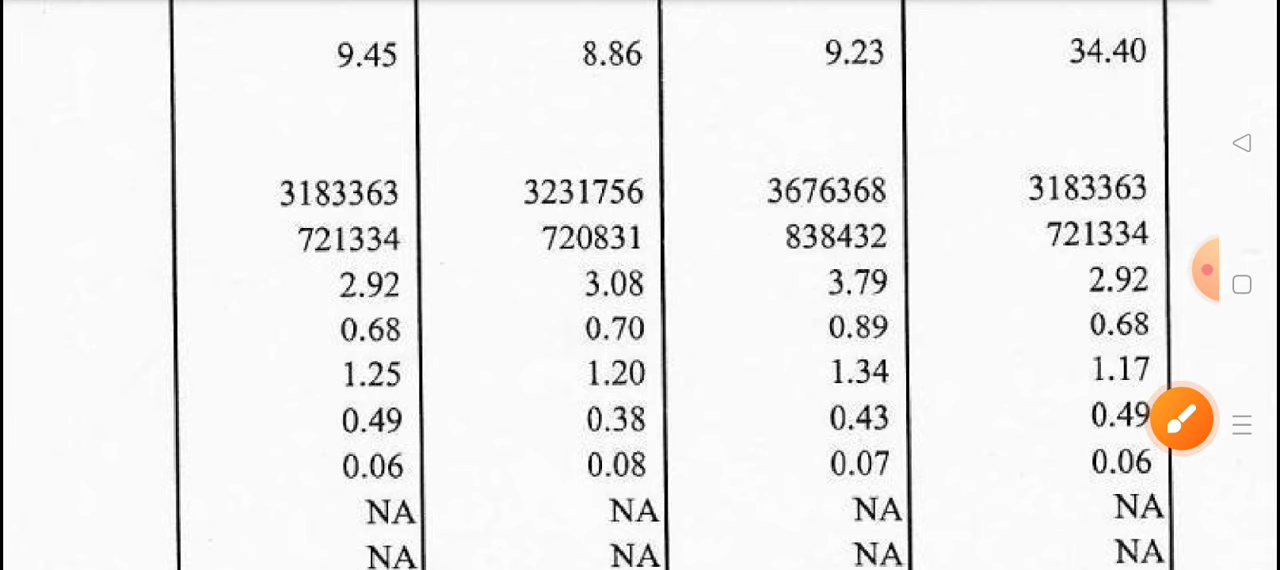 9.45 8.86 9.23 34.40
3183363 3231756 3676368 3183363
721334 720831 838432 721334
2.92 3.08 3.79 2.92
0.68 0.70 0.89 0.68
1.25 1.20 1.34 1.17
0.49 0.38 0.43 0.49
0.06 0.08 0.07 0.06
NA NA NA NA
NA NA NA NA